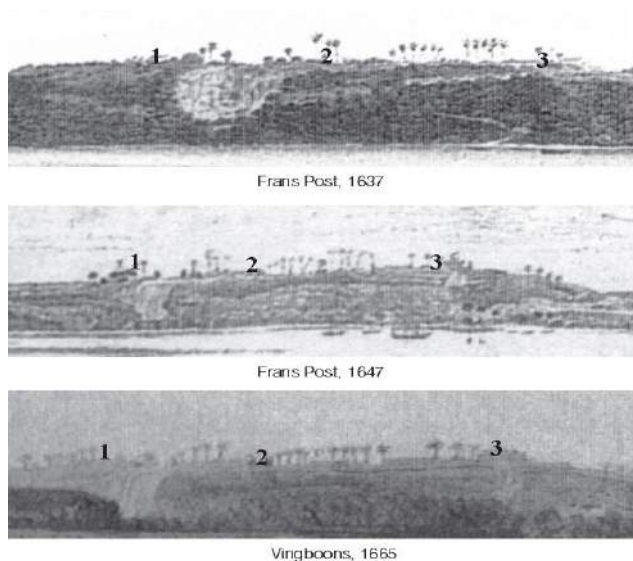 1 2 3
Frans Post, 1637
1 2 3
Frans Post, 1647
1 2 3
Vingboons, 1665